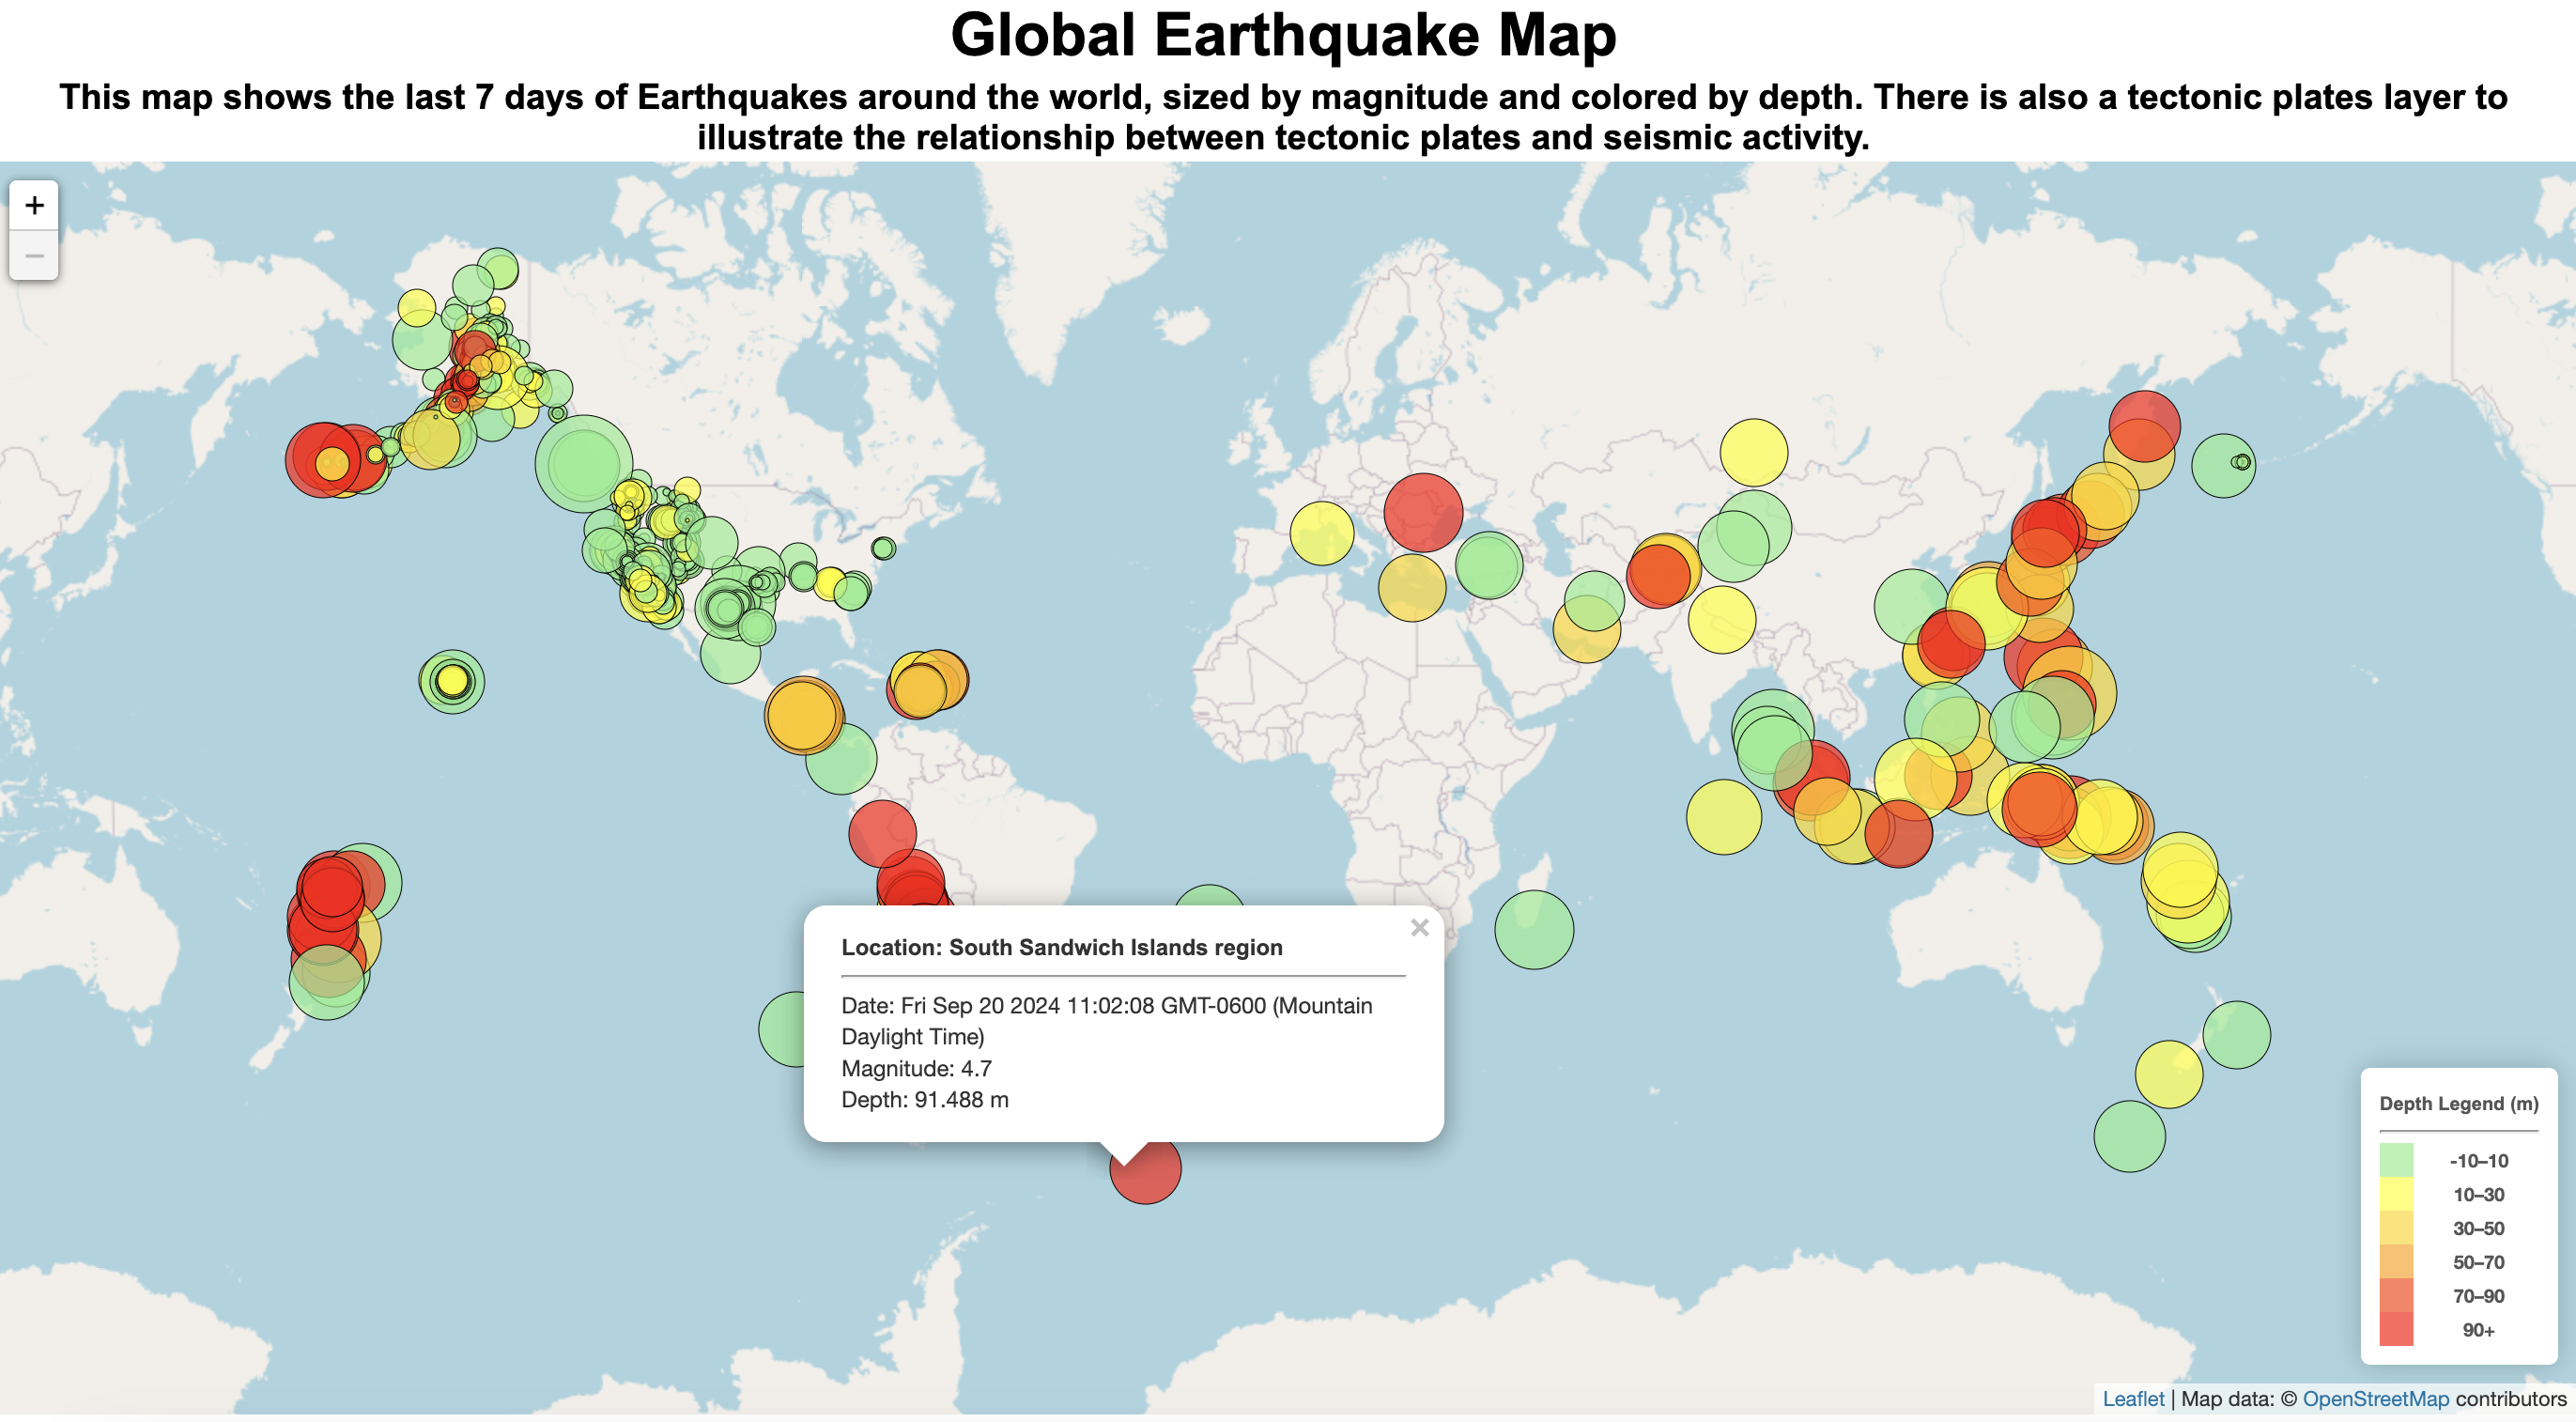 Global Earthquake Map
This map shows the last 7 days of Earthquakes around the world, sized by magnitude and colored by depth. There is also a tectonic plates layer to
illustrate the relationship between tectonic plates and seismic activity.
+
−
Location: South Sandwich Islands region
×
Date: Fri Sep 20 2024 11:02:08 GMT-0600 (Mountain
Daylight Time)
Magnitude: 4.7
Depth: 91.488 m
Depth Legend (m)
-10–10
10–30
30–50
50–70
70–90
90+
Leaflet | Map data: © OpenStreetMap contributors